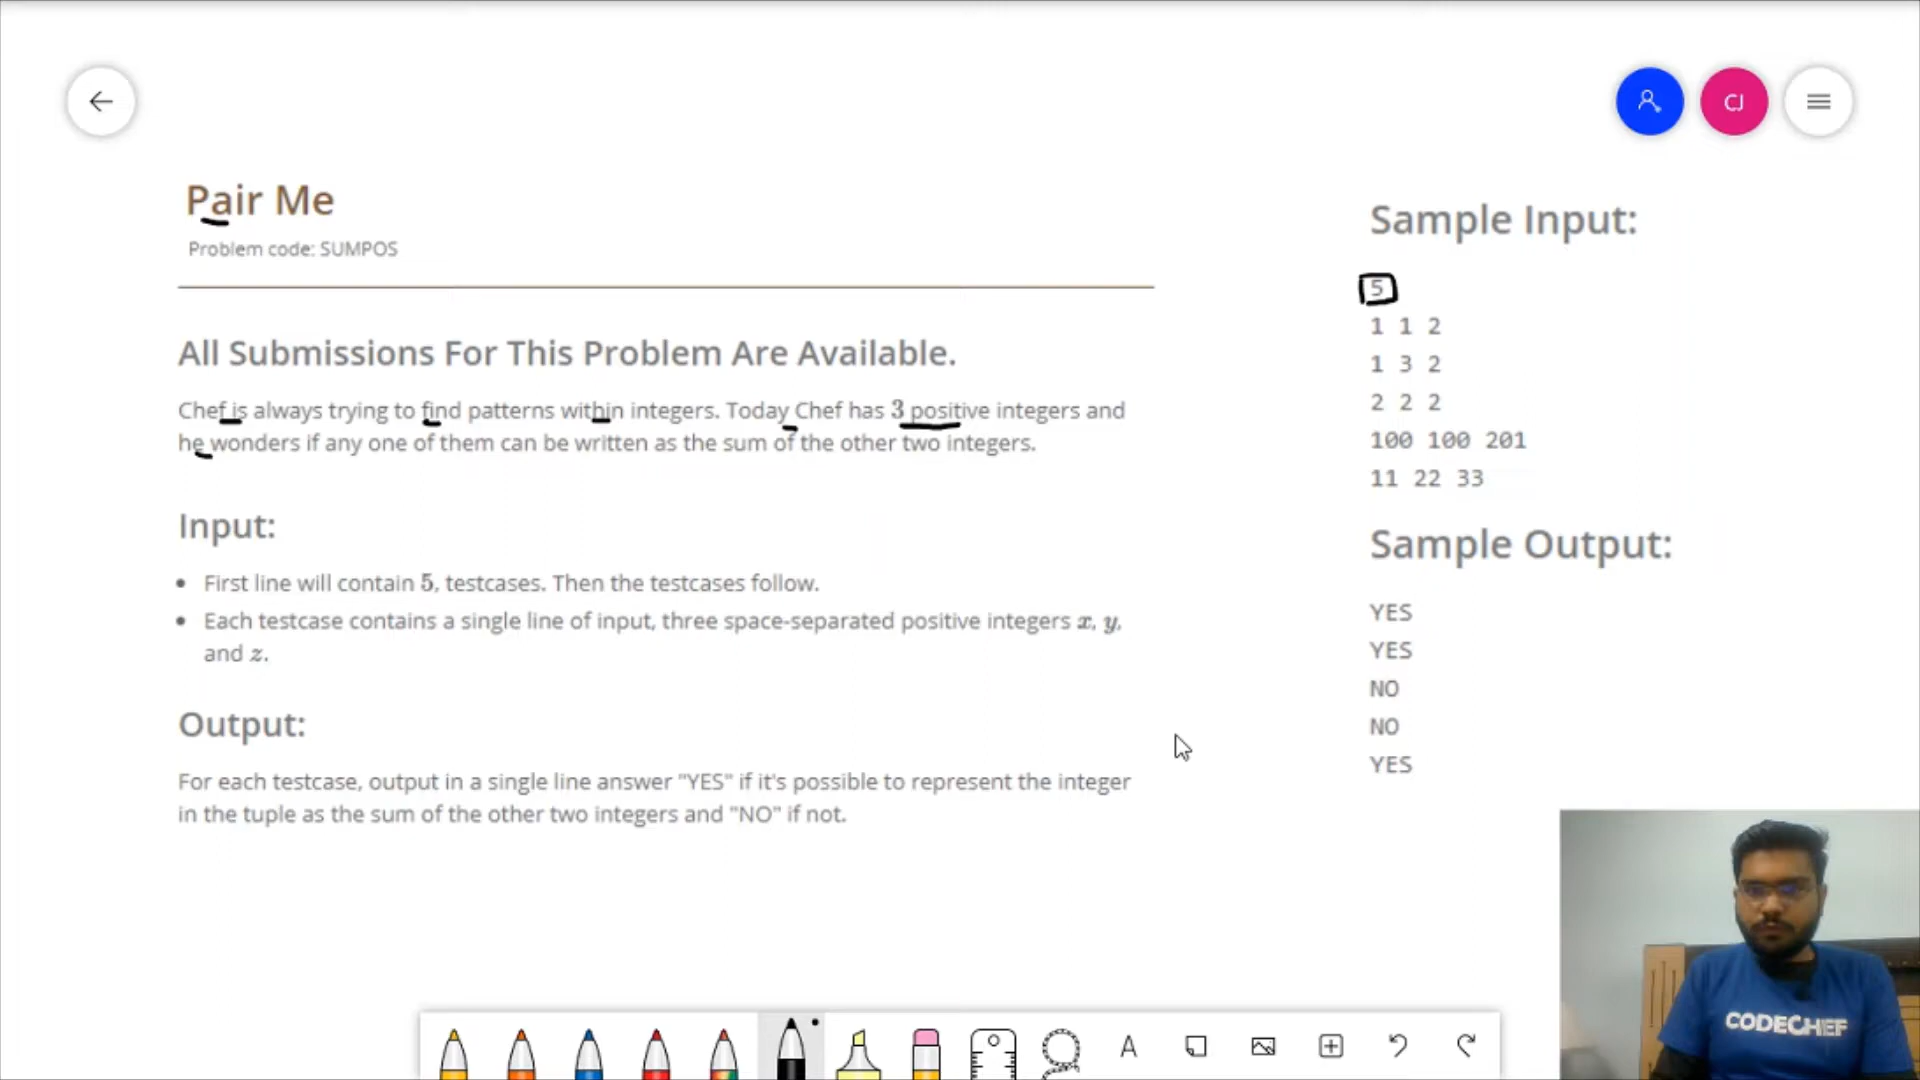 CJ
Pair Me
Problem code: SUMPOS
All Submissions For This Problem Are Available.
Chef is always trying to find patterns within integers. Today Chef has 3 positive integers and
he wonders if any one of them can be written as the sum of the other two integers.
Input:
• First line will contain 5, testcases. Then the testcases follow.
• Each testcase contains a single line of input, three space-separated positive integers x, y,
and z.
Output:
For each testcase, output in a single line answer "YES" if it's possible to represent the integer
in the tuple as the sum of the other two integers and "NO" if not.
Sample Input:
5
1 1 2
1 3 2
2 2 2
100 100 201
11 22 33
Sample Output:
YES
YES
NO
NO
YES
CODECHEF
A